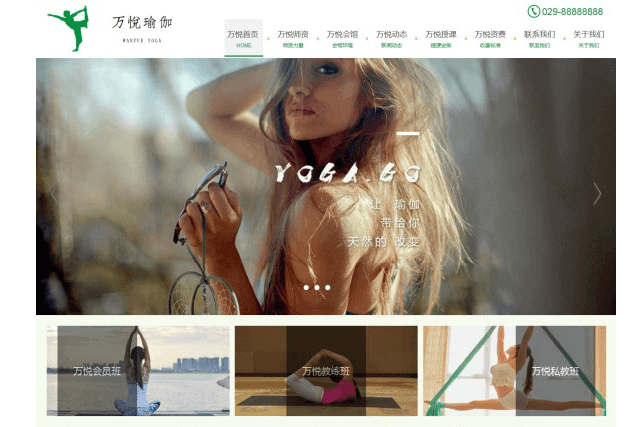 万悦瑜伽
WANYUE YOGA
029-88888888
万悦首页 万悦师资 万悦会馆 万悦动态 万悦授课 万悦资费 联系我们 关于我们
HOME 师资力量 会馆环境 新闻动态 授课业务 收费标准 联系我们 关于我们
YOGA.GO
让 瑜伽
带给你
天然的 改变
万悦会员班
万悦教练班
万悦私教班